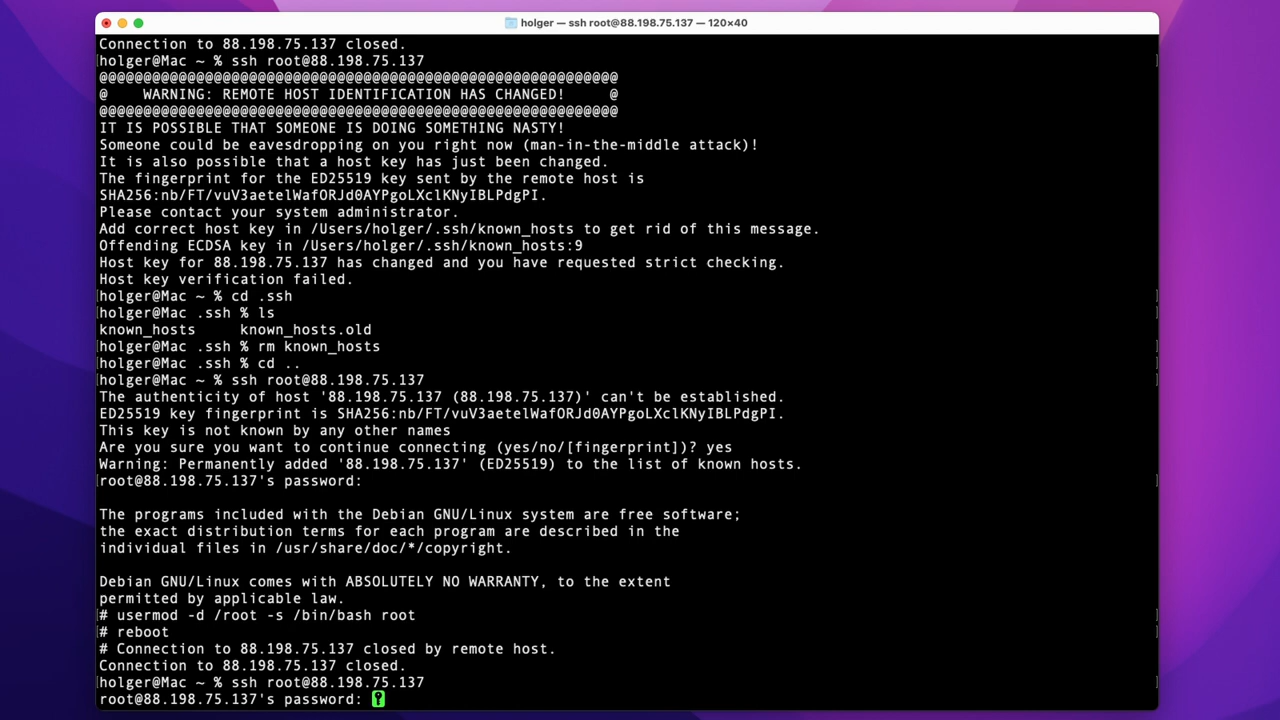 holger — ssh root@88.198.75.137 — 120×40
Connection to 88.198.75.137 closed.
holger@Mac ~ % ssh root@88.198.75.137
@@@@@@@@@@@@@@@@@@@@@@@@@@@@@@@@@@@@@@@@@@@@@@@@@@@@@@@@@@@
@    WARNING: REMOTE HOST IDENTIFICATION HAS CHANGED!     @
@@@@@@@@@@@@@@@@@@@@@@@@@@@@@@@@@@@@@@@@@@@@@@@@@@@@@@@@@@@
IT IS POSSIBLE THAT SOMEONE IS DOING SOMETHING NASTY!
Someone could be eavesdropping on you right now (man-in-the-middle attack)!
It is also possible that a host key has just been changed.
The fingerprint for the ED25519 key sent by the remote host is
SHA256:nb/FT/vuV3aetelWafORJd0AYPgoLXclKNyIBLPdgPI.
Please contact your system administrator.
Add correct host key in /Users/holger/.ssh/known_hosts to get rid of this message.
Offending ECDSA key in /Users/holger/.ssh/known_hosts:9
Host key for 88.198.75.137 has changed and you have requested strict checking.
Host key verification failed.
holger@Mac ~ % cd .ssh
holger@Mac .ssh % ls
known_hosts     known_hosts.old
holger@Mac .ssh % rm known_hosts
holger@Mac .ssh % cd ..
holger@Mac ~ % ssh root@88.198.75.137
The authenticity of host '88.198.75.137 (88.198.75.137)' can't be established.
ED25519 key fingerprint is SHA256:nb/FT/vuV3aetelWafORJd0AYPgoLXclKNyIBLPdgPI.
This key is not known by any other names
Are you sure you want to continue connecting (yes/no/[fingerprint])? yes
Warning: Permanently added '88.198.75.137' (ED25519) to the list of known hosts.
root@88.198.75.137's password:
The programs included with the Debian GNU/Linux system are free software;
the exact distribution terms for each program are described in the
individual files in /usr/share/doc/*/copyright.
Debian GNU/Linux comes with ABSOLUTELY NO WARRANTY, to the extent
permitted by applicable law.
# usermod -d /root -s /bin/bash root
# reboot
# Connection to 88.198.75.137 closed by remote host.
Connection to 88.198.75.137 closed.
holger@Mac ~ % ssh root@88.198.75.137
root@88.198.75.137's password: